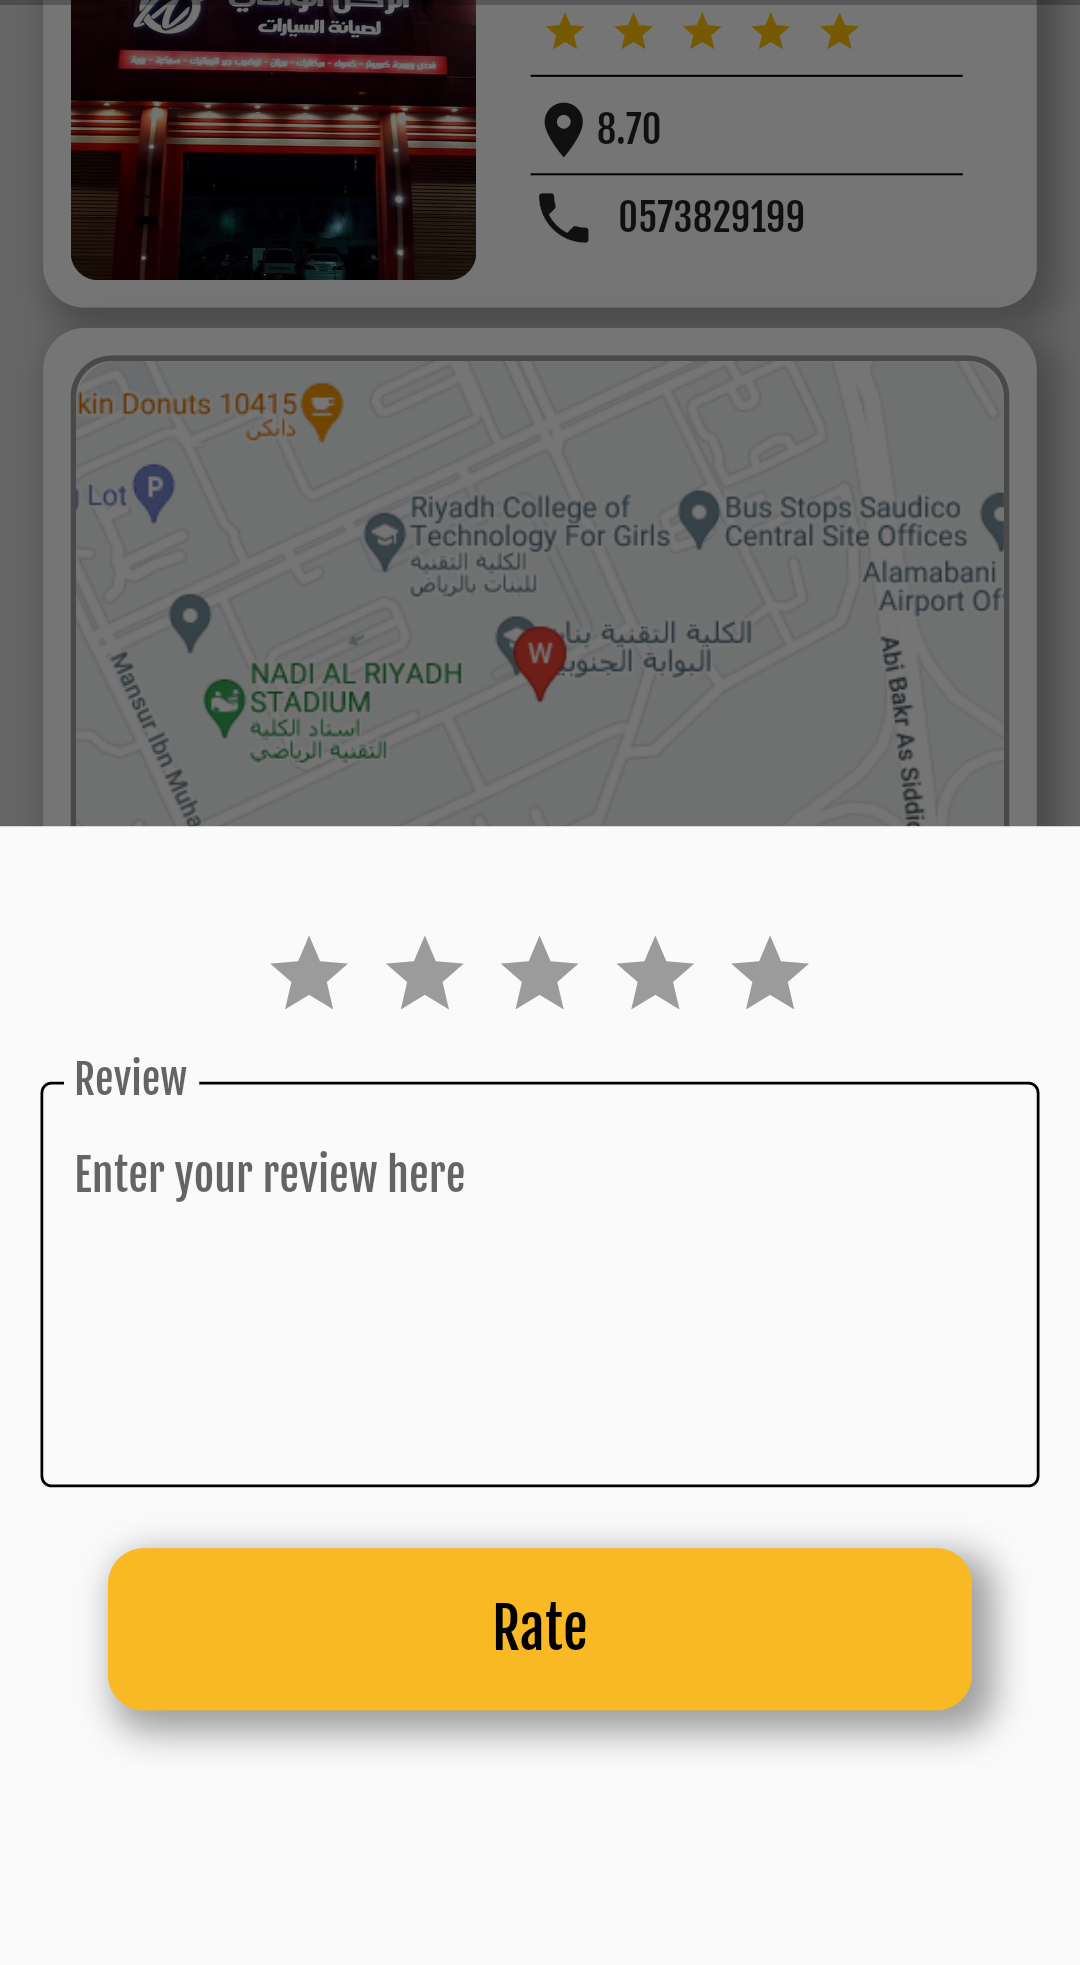 لصيانة السيارات
8.70
0573829199
kin Donuts 10415
دانكن
Lot
P
Riyadh College of
Technology For Girls
الكلية التقنية
للبنات بالرياض
Bus Stops Saudico
Central Site Offices
Alamabani
Airport Of
الكلية التقنية بنات
البوابة الجنوبية
W
NADI AL RIYADH
STADIUM
استاد الكلية
التقنية الرياضي
Mansur Ibn Muha
Abi Bakr As Siddiq
Review
Enter your review here
Rate